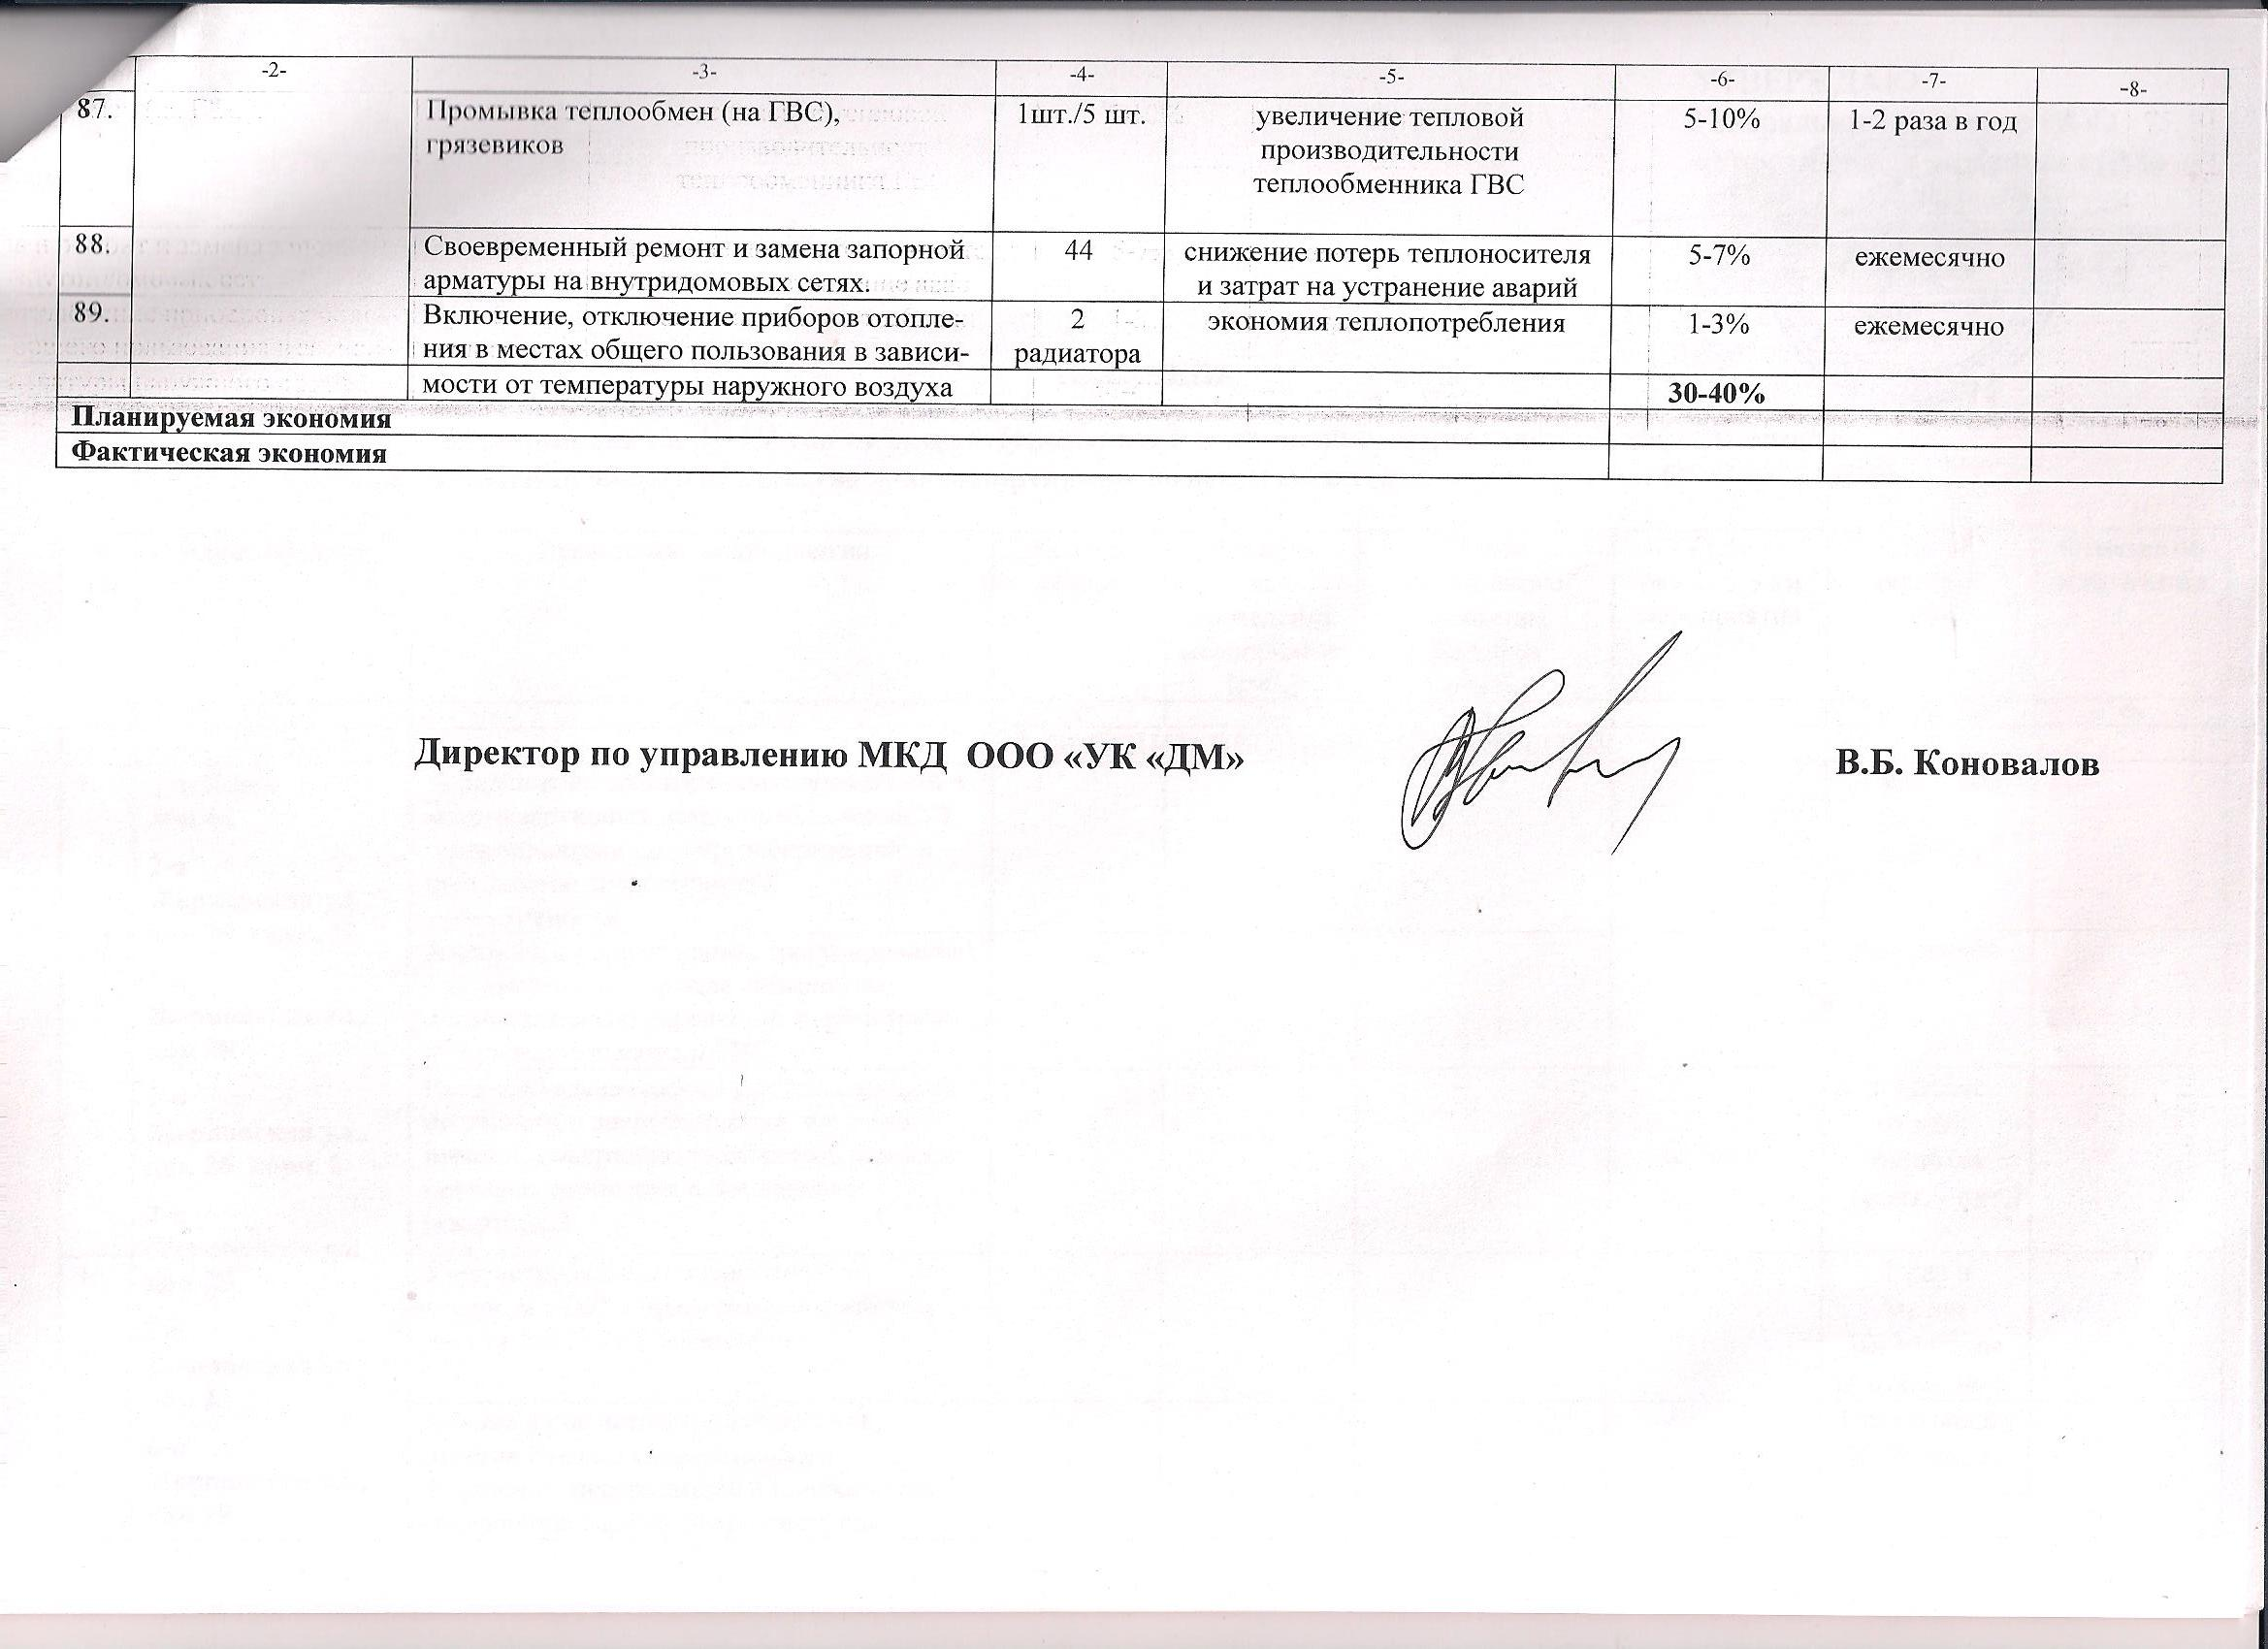 -2- -3- -4- -5- -6- -7- -8-
87. Промывка теплообмен (на ГВС), 1шт./5 шт. увеличение тепловой 5-10% 1-2 раза в год
грязевиков производительности
теплообменника ГВС
88. Своевременный ремонт и замена запорной 44 снижение потерь теплоносителя 5-7% ежемесячно
арматуры на внутридомовых сетях. и затрат на устранение аварий
89. Включение, отключение приборов отопле- 2 экономия теплопотребления 1-3% ежемесячно
ния в местах общего пользования в зависи- радиатора
мости от температуры наружного воздуха 30-40%
Планируемая экономия
Фактическая экономия
Директор по управлению МКД ООО «УК «ДМ» В.Б. Коновалов